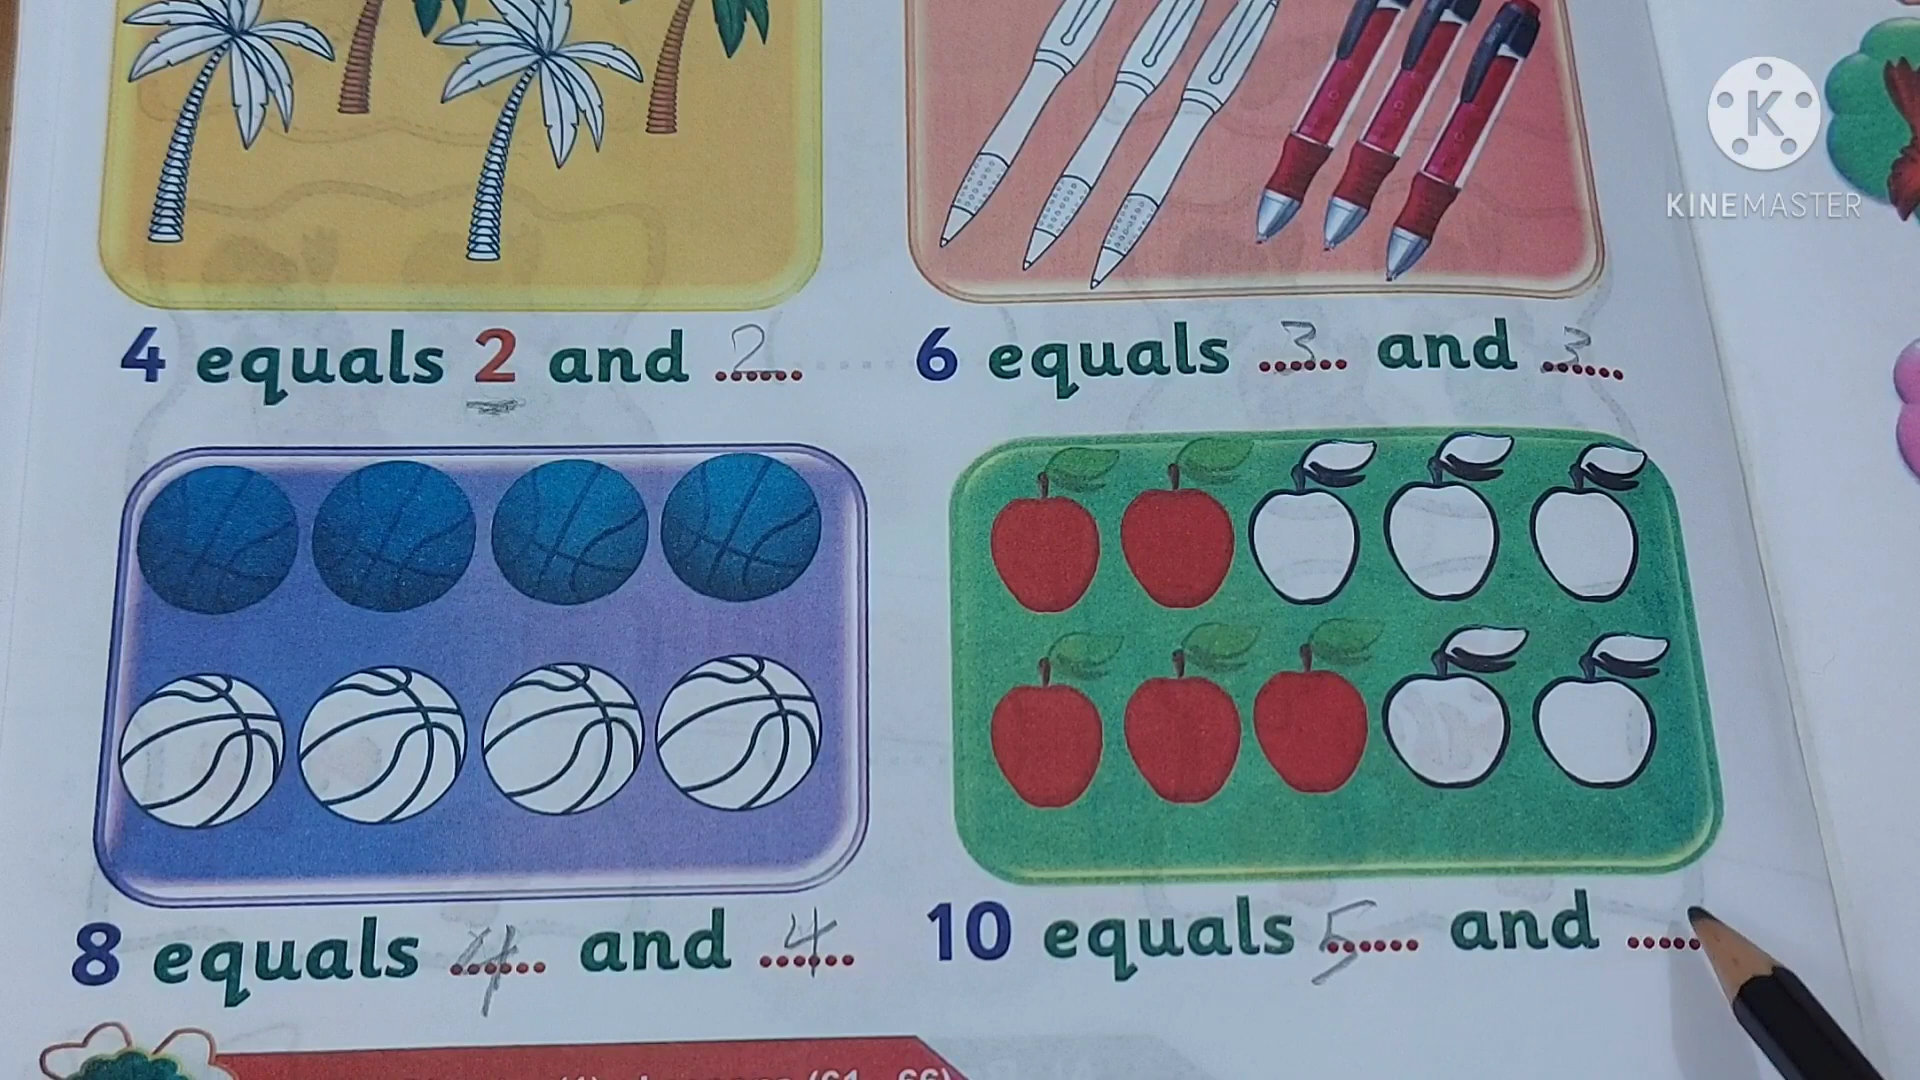 KINEMASTER
4 equals 2 and 2
6 equals 3 and 3
8 equals 4 and 4
10 equals 5 and ......